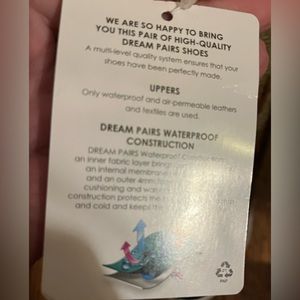 WE ARE SO HAPPY TO BRING
YOU THIS PAIR OF HIGH-QUALITY
DREAM PAIRS SHOES
A multi-level quality system ensures that your
shoes have been perfectly made.
UPPERS
Only waterproof and air-permeable leathers
and textiles are used.
DREAM PAIRS WATERPROOF
CONSTRUCTION
DREAM PAIRS Waterproof
an inner fabric layer
an internal membrane
and an outer 4mm
cushioning and
construction protects the
and cold and keeps the